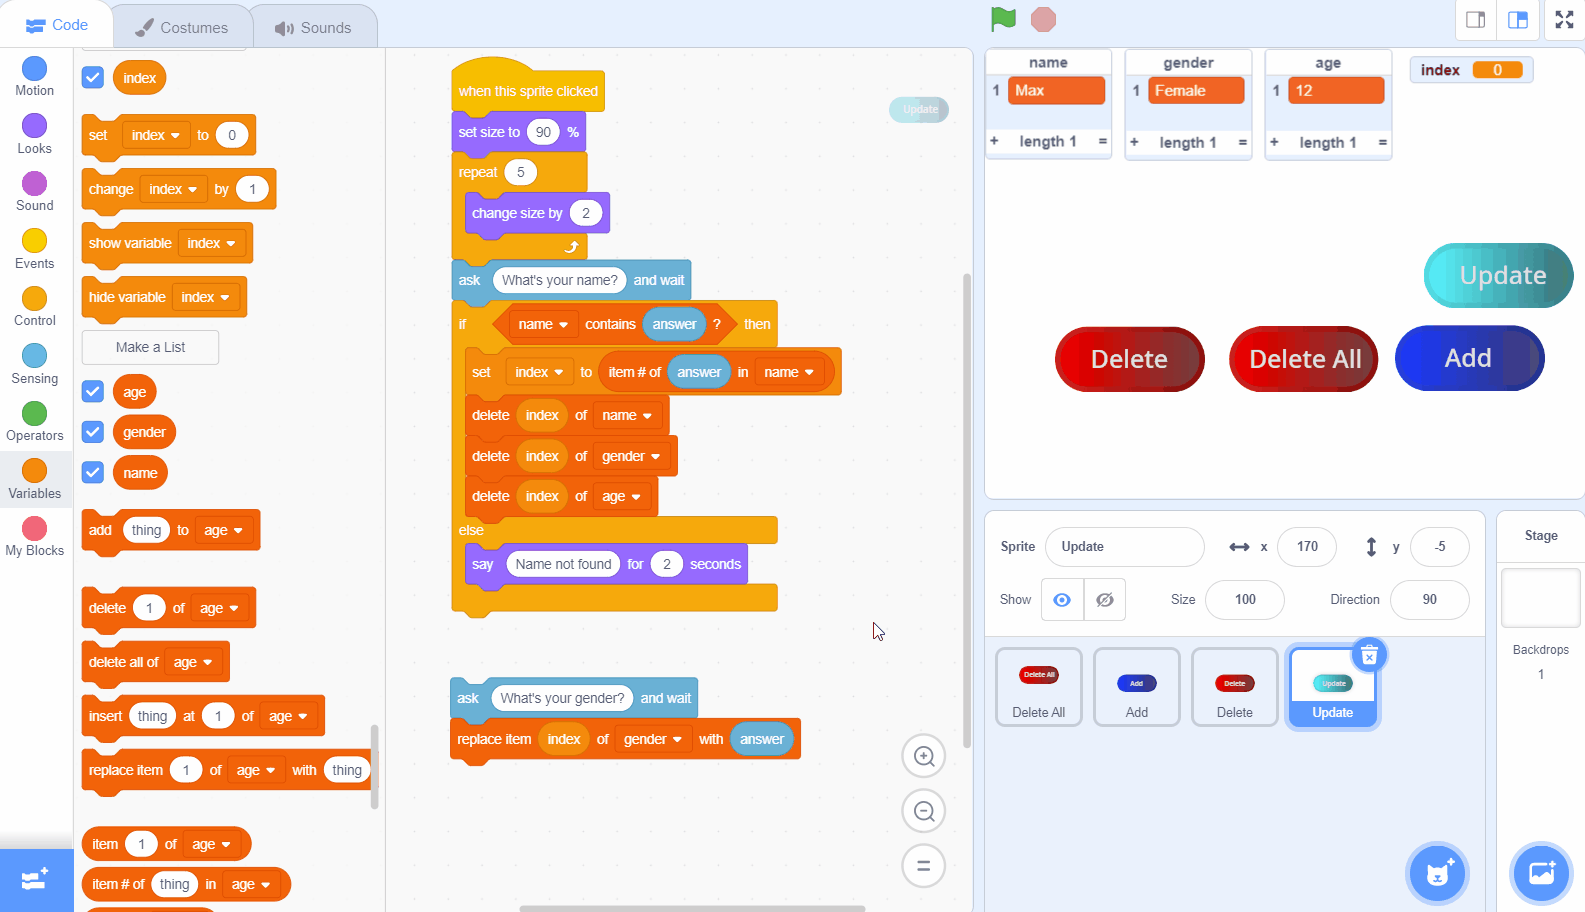 Code
Costumes
Sounds
Motion
Looks
Sound
Events
Control
Sensing
Operators
Variables
My Blocks
index
set index to 0
change index by 1
show variable index
hide variable index
Make a List
age
gender
name
add thing to age
delete 1 of age
delete all of age
insert thing at 1 of age
replace item 1 of age with thing
item 1 of age
item # of thing in age
when this sprite clicked
set size to 90 %
repeat 5
change size by 2
ask What's your name? and wait
if name contains answer ? then
set index to item # of answer in name
delete index of name
delete index of gender
delete index of age
else
say Name not found for 2 seconds
ask What's your gender? and wait
replace item index of gender with answer
Update
name
1 Max
+ length 1 =
gender
1 Female
+ length 1 =
age
1 12
+ length 1 =
index 0
Update
Delete
Delete All
Add
Sprite Update x 170 y -5
Show Size 100 Direction 90
Delete All
Delete All
Add
Add
Delete
Delete
Update
Update
Stage
Backdrops
1